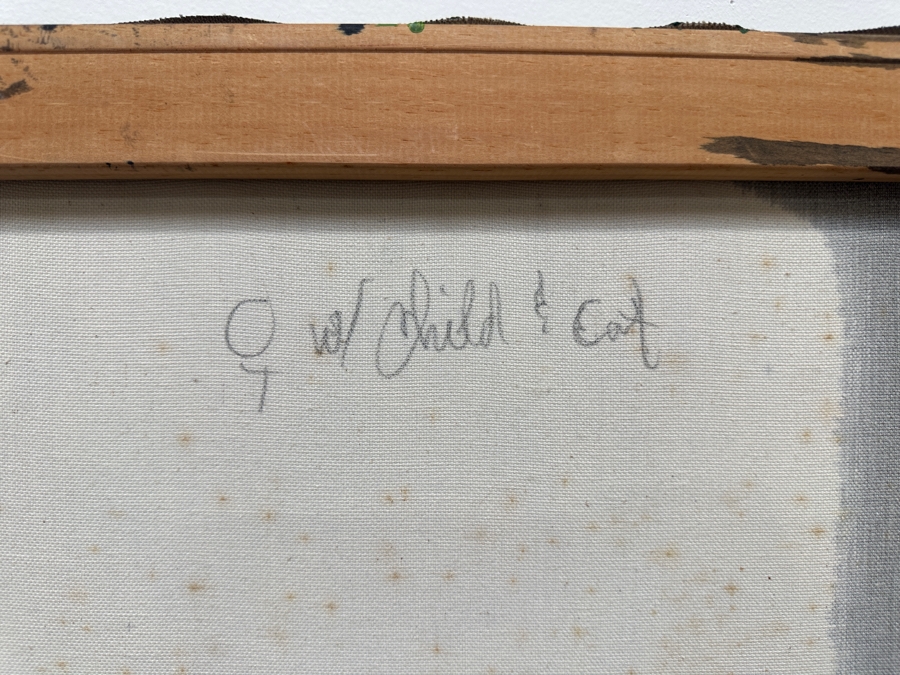 ♀ w/ Child & Cat